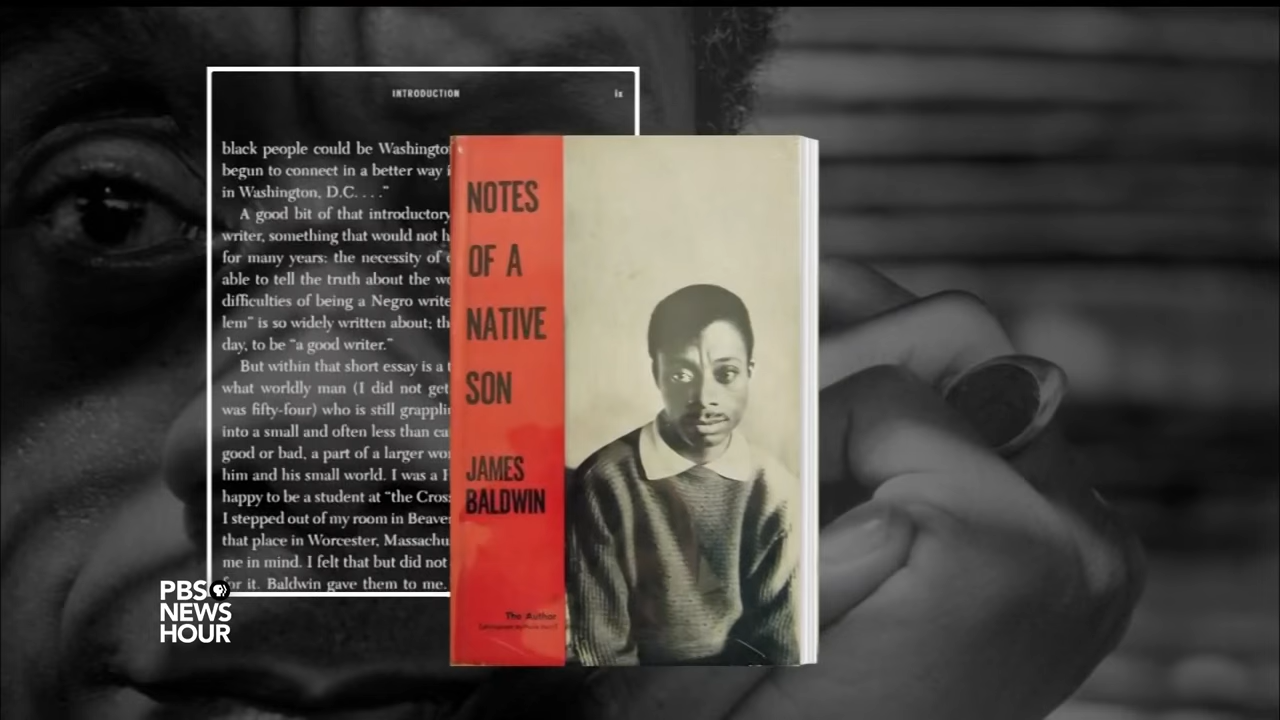 INTRODUCTION ix
black people could be Washingto
begun to connect in a better way i
in Washington, D.C. . . ."
A good bit of that introductory
writer, something that would not h
for many years: the necessity of
able to tell the truth about the wo
difficulties of being a Negro write
lem" is so widely written about; th
day, to be "a good writer."
But within that short essay is a t
what worldly man (I did not get
was fifty-four) who is still grappli
into a small and often less than ca
good or bad, a part of a larger wor
him and his small world. I was a
happy to be a student at "the Cros
I stepped out of my room in Beaver
that place in Worcester, Massachu
me in mind. I felt that but did not
for it. Baldwin gave them to me.
NOTES
OF A
NATIVE
SON
JAMES
BALDWIN
The Author
PBS
NEWS
HOUR